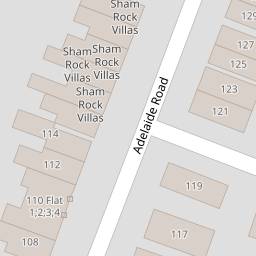 Sham
Rock
Villas
129
127
125
123
121
Sham
Rock
Villas
Sham
Rock
Villas
Sham
Rock
Villas
Adelaide Road
114
112
110 Flat
1;2;3;4
108
119
117